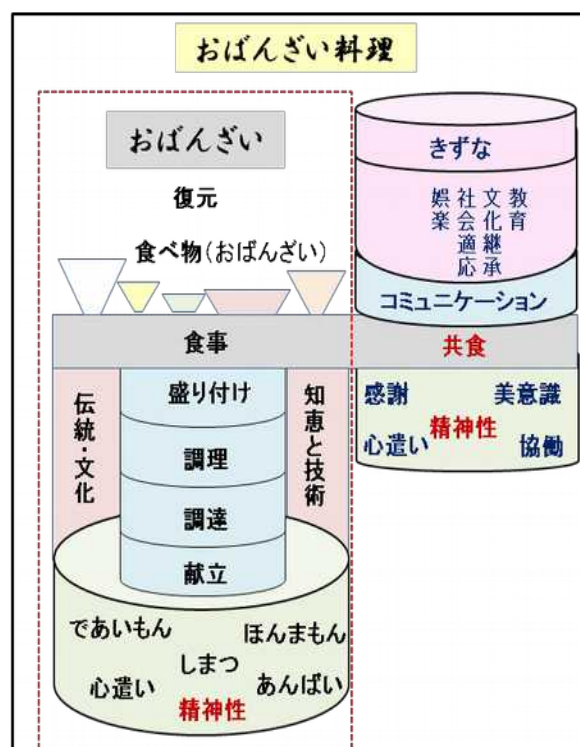 おばんざい料理
おばんざい
復元
食べ物(おばんざい)
食事
伝統・文化
盛り付け
調理
調達
献立
知恵と技術
であいもん
ほんまもん
しまつ
心遣い
あんばい
精神性
きずな
教育
文化継承
社会適応
娯楽
コミュニケーション
共食
感謝
美意識
精神性
心遣い
協働